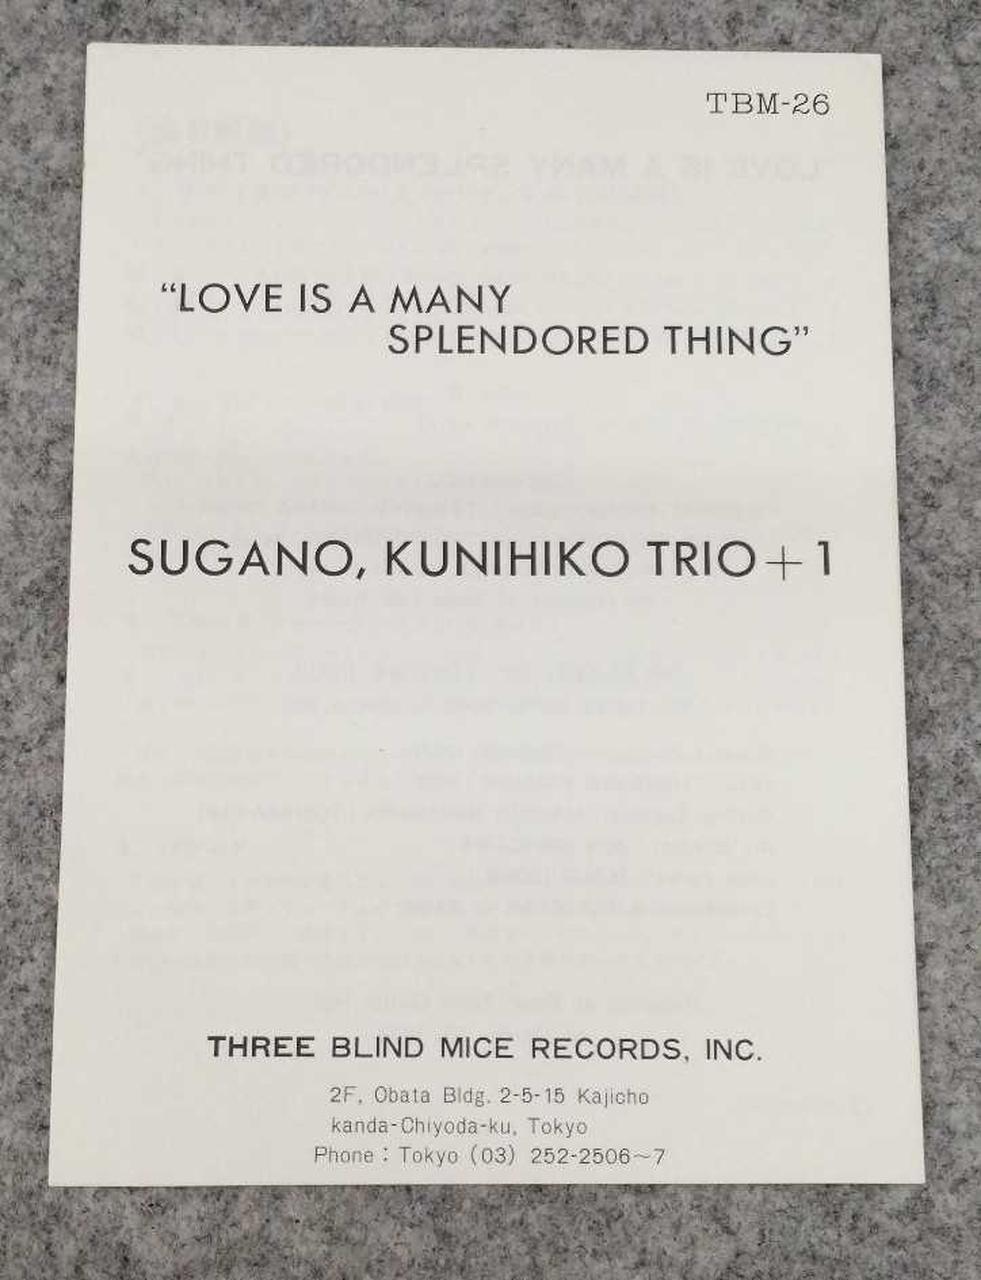 TBM-26
“LOVE IS A MANY
SPLENDORED THING”
SUGANO, KUNIHIKO TRIO+1
THREE BLIND MICE RECORDS, INC.
2F, Obata Bldg. 2-5-15 Kajicho
kanda-Chiyoda-ku, Tokyo
Phone : Tokyo (03) 252-2506~7